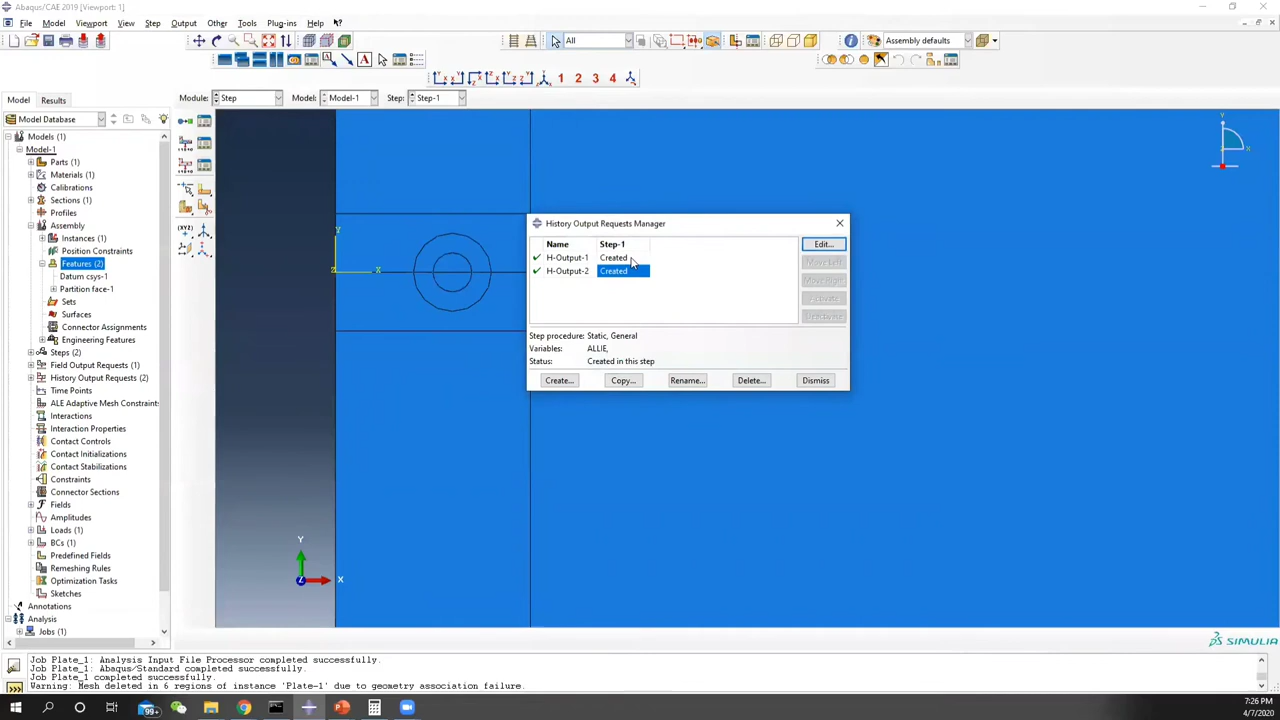 Abaqus/CAE 2019 [Viewport: 1]
File Model Viewport View Step Output Other Tools Plug-ins Help
All
Assembly defaults
1 2 3 4
Model Results
Module: Step Model: Model-1 Step: Step-1
Model Database
Models (1)
Model-1
Parts (1)
Materials (1)
Calibrations
Sections (1)
Profiles
Assembly
Instances (1)
Position Constraints
Features (2)
Datum csys-1
Partition face-1
Sets
Surfaces
Connector Assignments
Engineering Features
Steps (2)
Field Output Requests (1)
History Output Requests (2)
Time Points
ALE Adaptive Mesh Constraint
Interactions
Interaction Properties
Contact Controls
Contact Initializations
Contact Stabilizations
Constraints
Connector Sections
Fields
Amplitudes
Loads (1)
BCs (1)
Predefined Fields
Remeshing Rules
Optimization Tasks
Sketches
Annotations
Analysis
Jobs (1)
Y
Z X
History Output Requests Manager
Name Step-1
H-Output-1 Created
H-Output-2 Created
Edit...
Move Left
Move Right
Activate
Deactivate
Step procedure: Static, General
Variables: ALLIE,
Status: Created in this step
Create... Copy... Rename... Delete... Dismiss
Y
X
Z X
Y
SIMULIA
Job Plate_1: Analysis Input File Processor completed successfully.
Job Plate_1: Abaqus/Standard completed successfully.
Job Plate_1 completed successfully.
Warning: Mesh deleted in 6 regions of instance 'Plate-1' due to geometry association failure.
99+
7:26 PM
4/7/2020